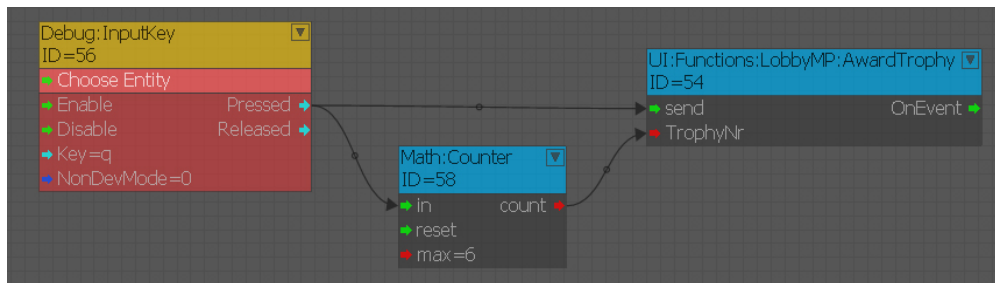 Debug:InputKey
ID=56
Choose Entity
Enable Pressed
Disable Released
Key=q
NonDevMode=0
Math:Counter
ID=58
in count
reset
max=6
UI:Functions:LobbyMP:AwardTrophy
ID=54
send OnEvent
TrophyNr